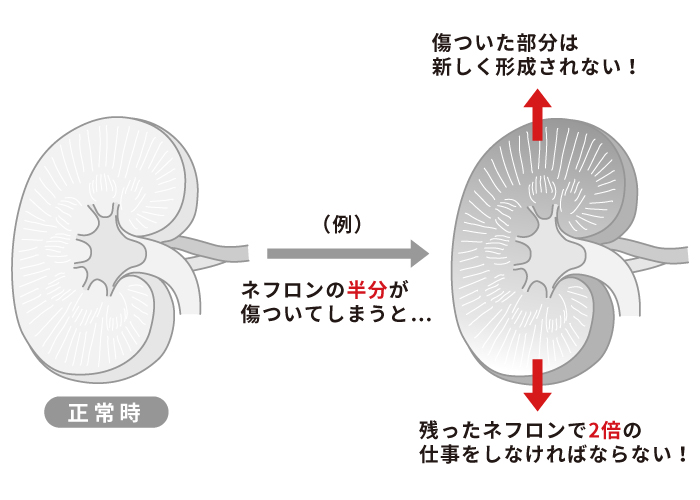 傷ついた部分は
新しく形成されない！
（例）
ネフロンの半分が
傷ついてしまうと…
正常時
残ったネフロンで2倍の
仕事をしなければならない！